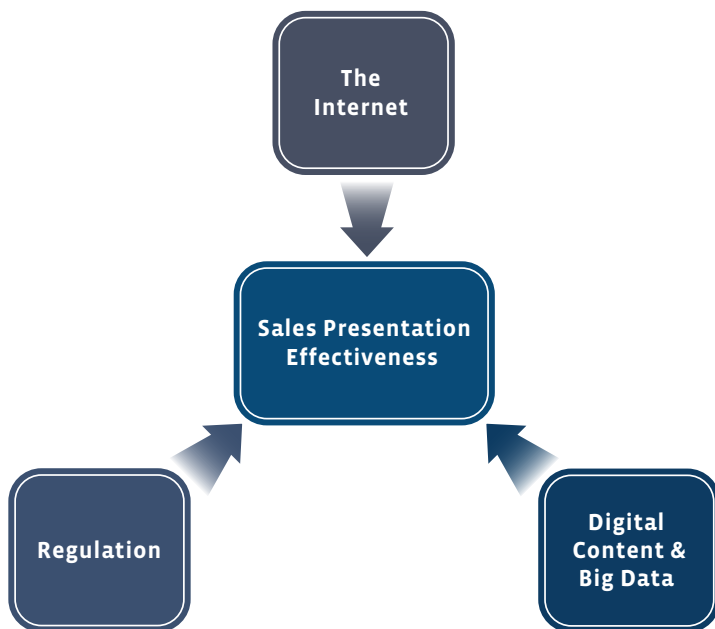 The
Internet
Sales Presentation
Effectiveness
Regulation
Digital
Content &
Big Data